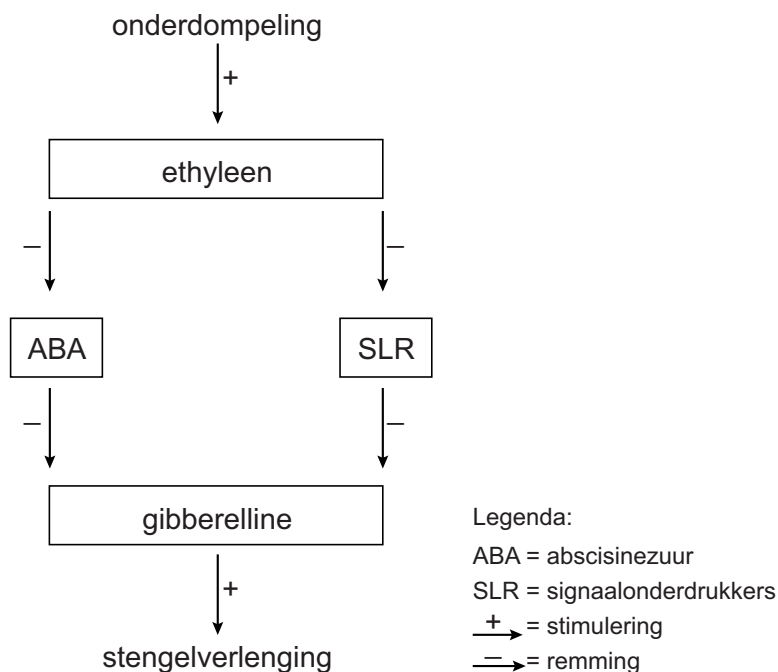 onderdompeling
+
ethyleen
– –
ABA SLR
– –
gibberelline
+
stengelverlenging
Legenda:
ABA = abscisinezuur
SLR = signaalonderdrukkers
+ = stimulering
– = remming